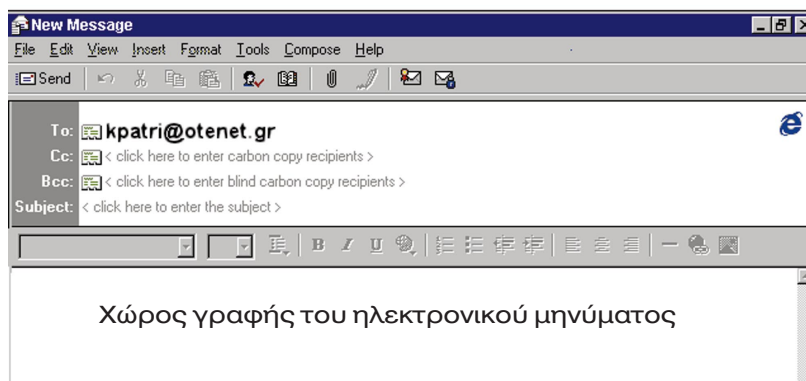 New Message
File Edit View Insert Format Tools Compose Help
Send
To: kpatri@otenet.gr
Cc: < click here to enter carbon copy recipients >
Bcc: < click here to enter blind carbon copy recipients >
Subject: < click here to enter the subject >
B I U
Χώρος γραφής του ηλεκτρονικού μηνύματος